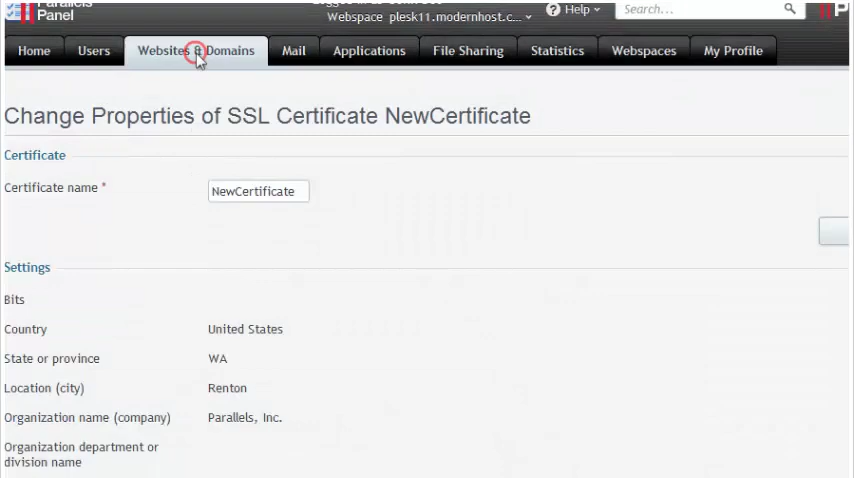 Parallels
Panel
Webspace plesk11.modernhost.c...
Help
Search...
P
Home
Users
Websites & Domains
Mail
Applications
File Sharing
Statistics
Webspaces
My Profile
Change Properties of SSL Certificate NewCertificate
Certificate
Certificate name *
NewCertificate
Settings
Bits
Country
United States
State or province
WA
Location (city)
Renton
Organization name (company)
Parallels, Inc.
Organization department or
division name